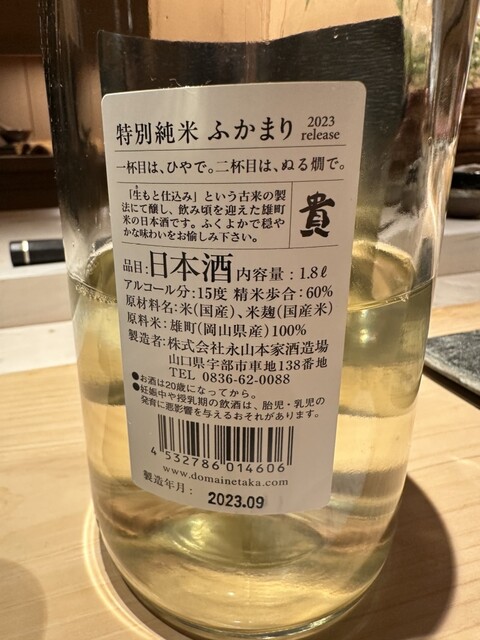 特別純米 ふかまり 2023 release
一杯目は、ひやで。二杯目は、ぬる燗で。
「生もと仕込み」という古来の製
法にて醸し、飲み頃を迎えた雄町
米の日本酒です。ふくよかで穏や
かな味わいをお愉しみ下さい。
貴
品目:日本酒 内容量:1.8ℓ
アルコール分:15度 精米歩合:60%
原材料名:米(国産)、米麹(国産米)
原料米:雄町(岡山県産)100%
製造者:株式会社永山本家酒造場
山口県宇部市車地138番地
TEL 0836-62-0088
●お酒は20歳になってから。
●妊娠中や授乳期の飲酒は、胎児・乳児の
発育に悪影響を与えるおそれがあります。
4 532786 014606
www.domainetaka.com
製造年月: 2023.09